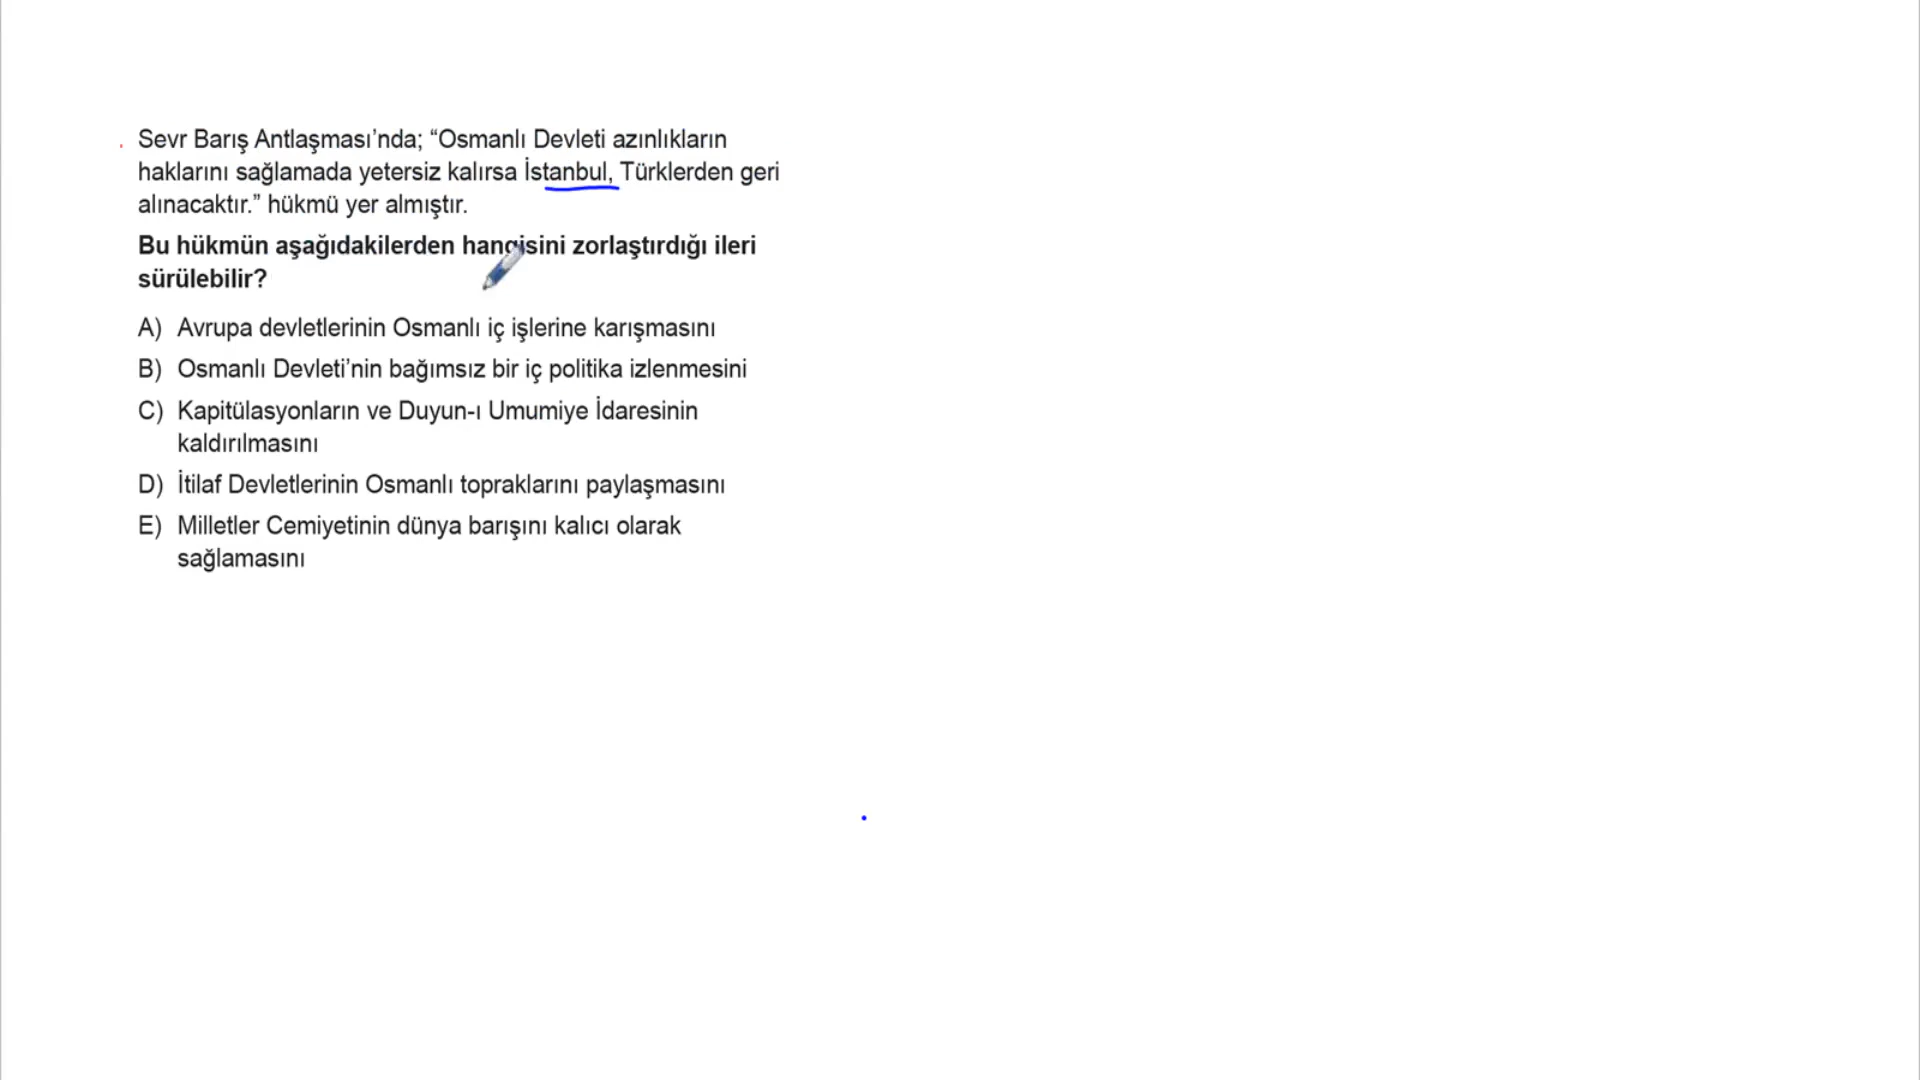 Sevr Barış Antlaşması’nda; “Osmanlı Devleti azınlıkların
haklarını sağlamada yetersiz kalırsa İstanbul, Türklerden geri
alınacaktır.” hükmü yer almıştır.
Bu hükmün aşağıdakilerden hangisini zorlaştırdığı ileri
sürülebilir?
A) Avrupa devletlerinin Osmanlı iç işlerine karışmasını
B) Osmanlı Devleti’nin bağımsız bir iç politika izlenmesini
C) Kapitülasyonların ve Duyun-ı Umumiye İdaresinin
kaldırılmasını
D) İtilaf Devletlerinin Osmanlı topraklarını paylaşmasını
E) Milletler Cemiyetinin dünya barışını kalıcı olarak
sağlamasını